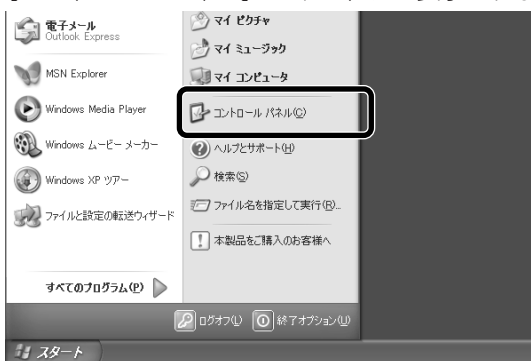 電子メール
Outlook Express
MSN Explorer
Windows Media Player
Windows ムービー メーカー
Windows XP ツアー
ファイルと設定の転送ウィザード
すべてのプログラム(P)
マイ ピクチャ
マイ ミュージック
マイ コンピュータ
コントロール パネル(C)
ヘルプとサポート(H)
検索(S)
ファイル名を指定して実行(R)...
本製品をご購入のお客様へ
ログオフ(L)
終了オプション(U)
スタート